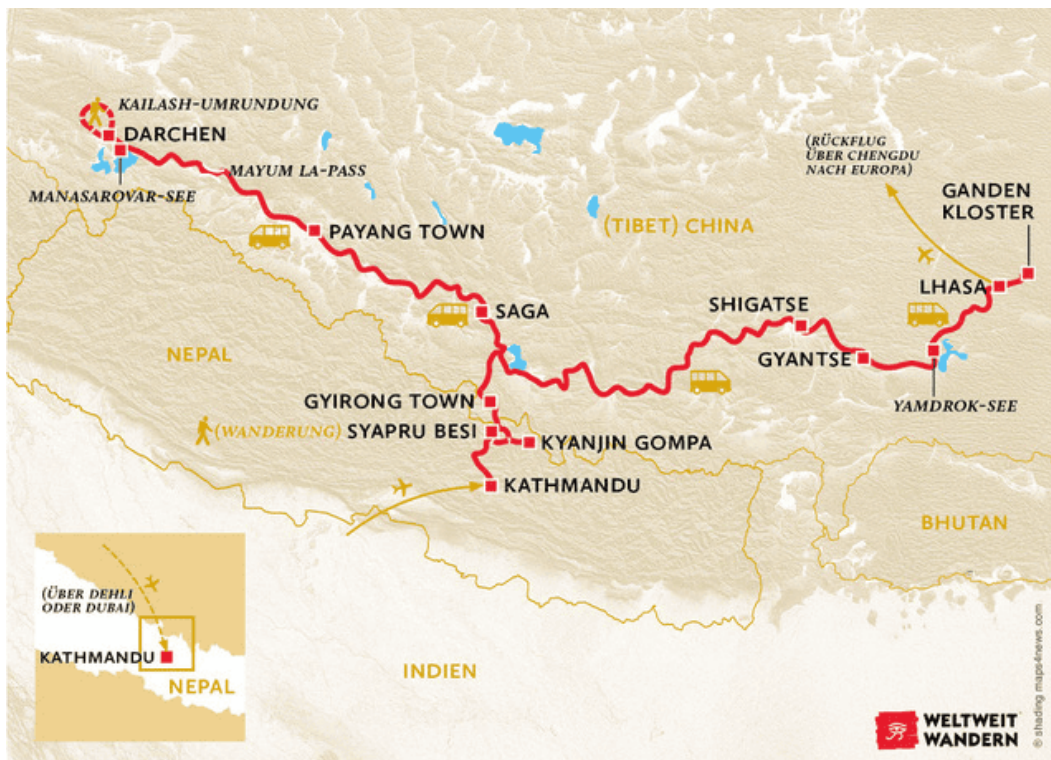 KAILASH-UMRUNDUNG
DARCHEN
MANASAROVAR-SEE
MAYUM LA-PASS
PAYANG TOWN
SAGA
(TIBET) CHINA
(RÜCKFLUG
ÜBER CHENGDU
NACH EUROPA)
GANDEN
KLOSTER
LHASA
SHIGATSE
GYANTSE
YAMDROK-SEE
NEPAL
GYIRONG TOWN
(WANDERUNG)
SYAPRU BESI
KYANJIN GOMPA
KATHMANDU
BHUTAN
(ÜBER DEHLI
ODER DUBAI)
KATHMANDU
NEPAL
INDIEN
WELTWEIT
WANDERN
© shading maps4news.com